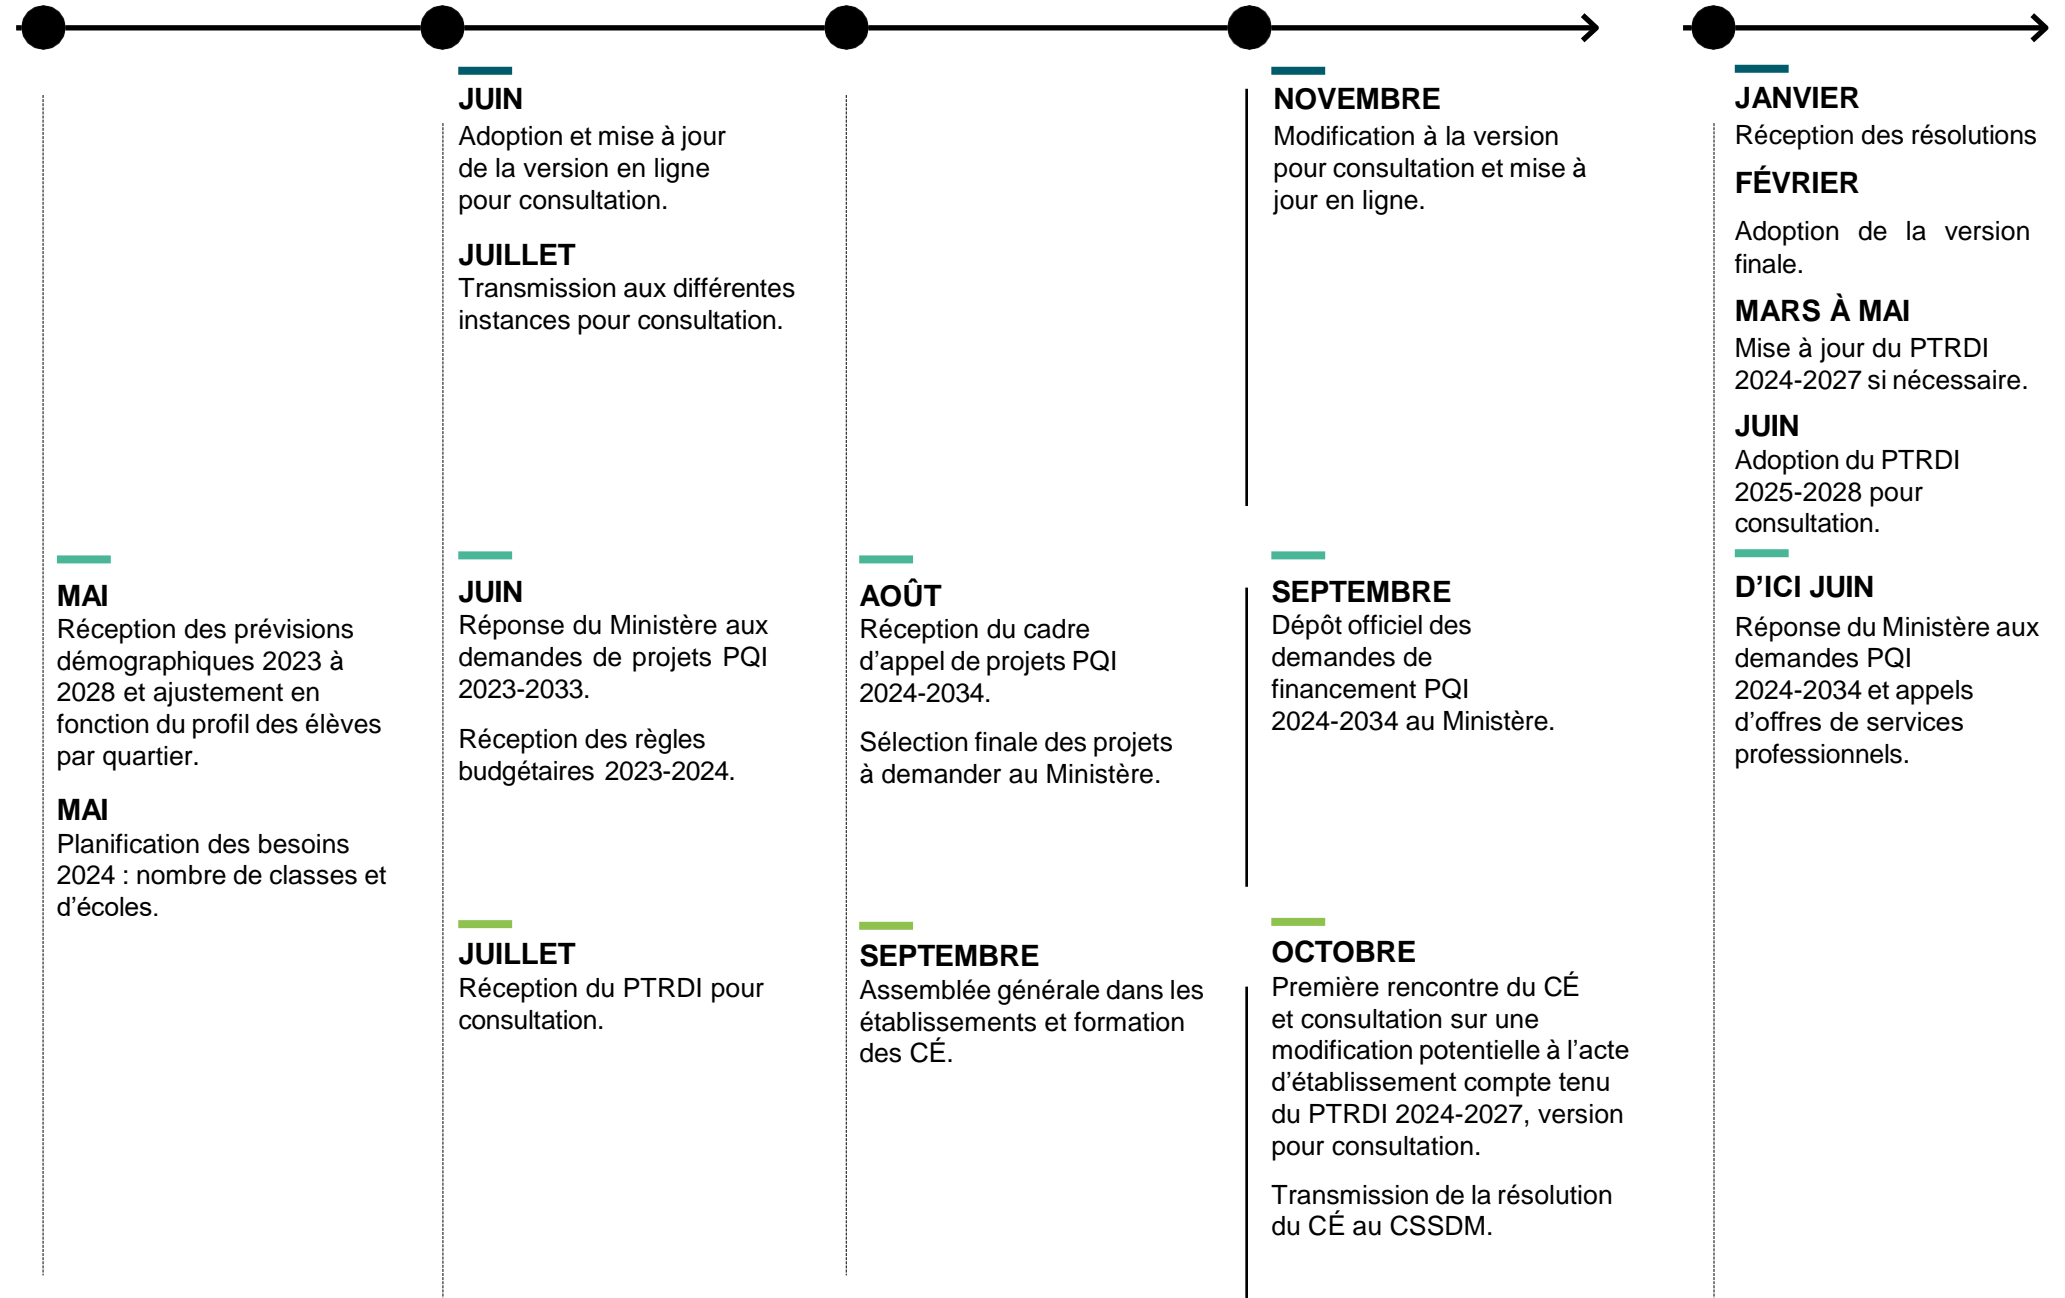 JUIN
Adoption et mise à jour
de la version en ligne
pour consultation.
JUILLET
Transmission aux différentes
instances pour consultation.
NOVEMBRE
Modification à la version
pour consultation et mise à
jour en ligne.
JANVIER
Réception des résolutions
FÉVRIER
Adoption de la version
finale.
MARS À MAI
Mise à jour du PTRDI
2024-2027 si nécessaire.
JUIN
Adoption du PTRDI
2025-2028 pour
consultation.
MAI
Réception des prévisions
démographiques 2023 à
2028 et ajustement en
fonction du profil des élèves
par quartier.
MAI
Planification des besoins
2024 : nombre de classes et
d’écoles.
JUIN
Réponse du Ministère aux
demandes de projets PQI
2023-2033.
Réception des règles
budgétaires 2023-2024.
AOÛT
Réception du cadre
d’appel de projets PQI
2024-2034.
Sélection finale des projets
à demander au Ministère.
SEPTEMBRE
Dépôt officiel des
demandes de
financement PQI
2024-2034 au Ministère.
D’ICI JUIN
Réponse du Ministère aux
demandes PQI
2024-2034 et appels
d’offres de services
professionnels.
JUILLET
Réception du PTRDI pour
consultation.
SEPTEMBRE
Assemblée générale dans les
établissements et formation
des CÉ.
OCTOBRE
Première rencontre du CÉ
et consultation sur une
modification potentielle à l’acte
d’établissement compte tenu
du PTRDI 2024-2027, version
pour consultation.
Transmission de la résolution
du CÉ au CSSDM.